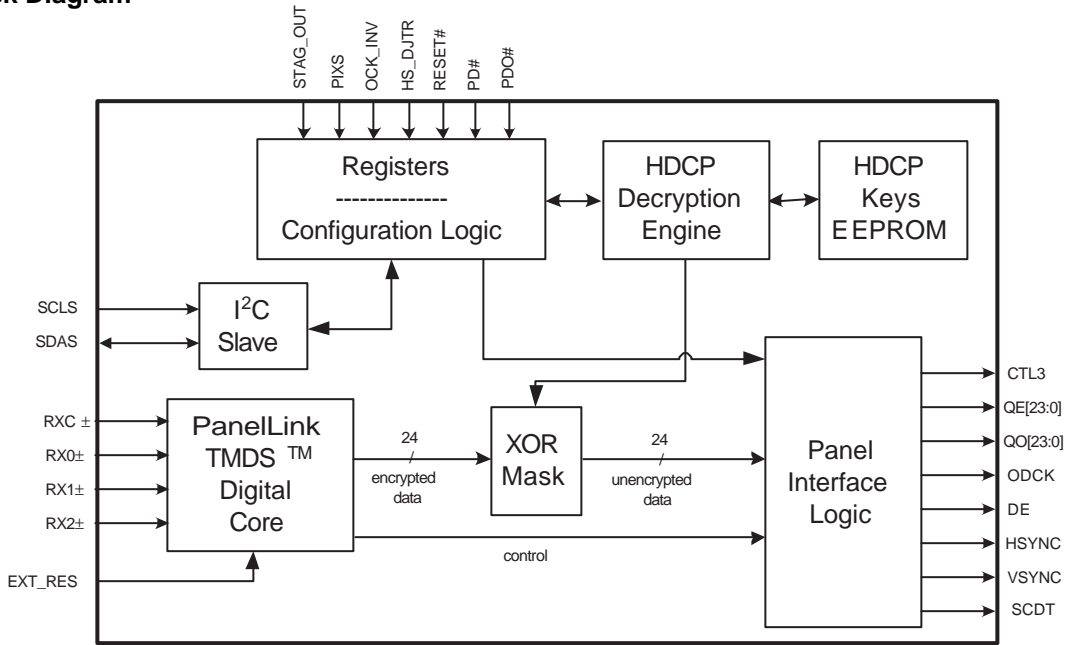 STAG_OUT
PIXS
OCK_INV
HS_DJTR
RESET#
PD#
PDO#
Registers
---------------
Configuration Logic
HDCP
Decryption
Engine
HDCP
Keys
EEPROM
SCLS
SDAS
I²C
Slave
RXC ±
RX0±
RX1±
RX2±
EXT_RES
PanelLink
TMDS ™
Digital
Core
24
encrypted
data
XOR
Mask
24
unencrypted
data
control
Panel
Interface
Logic
CTL3
QE[23:0]
QO[23:0]
ODCK
DE
HSYNC
VSYNC
SCDT